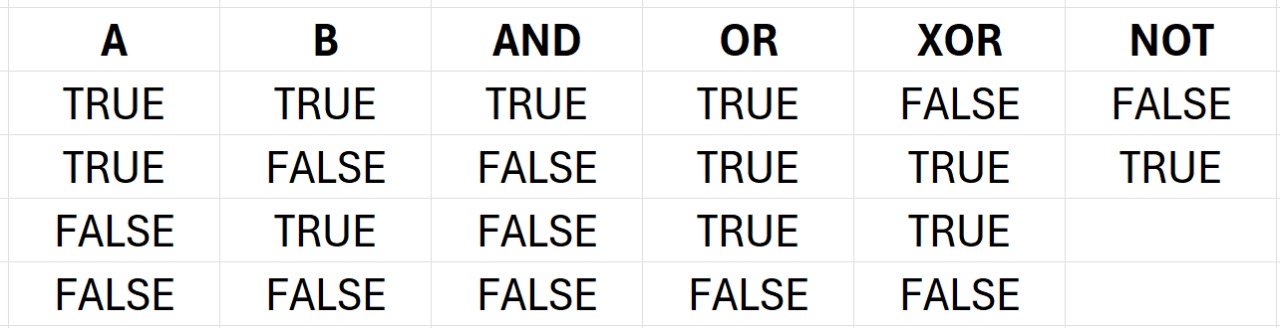 A B AND OR XOR NOT
TRUE TRUE TRUE TRUE FALSE FALSE
TRUE FALSE FALSE TRUE TRUE TRUE
FALSE TRUE FALSE TRUE TRUE
FALSE FALSE FALSE FALSE FALSE